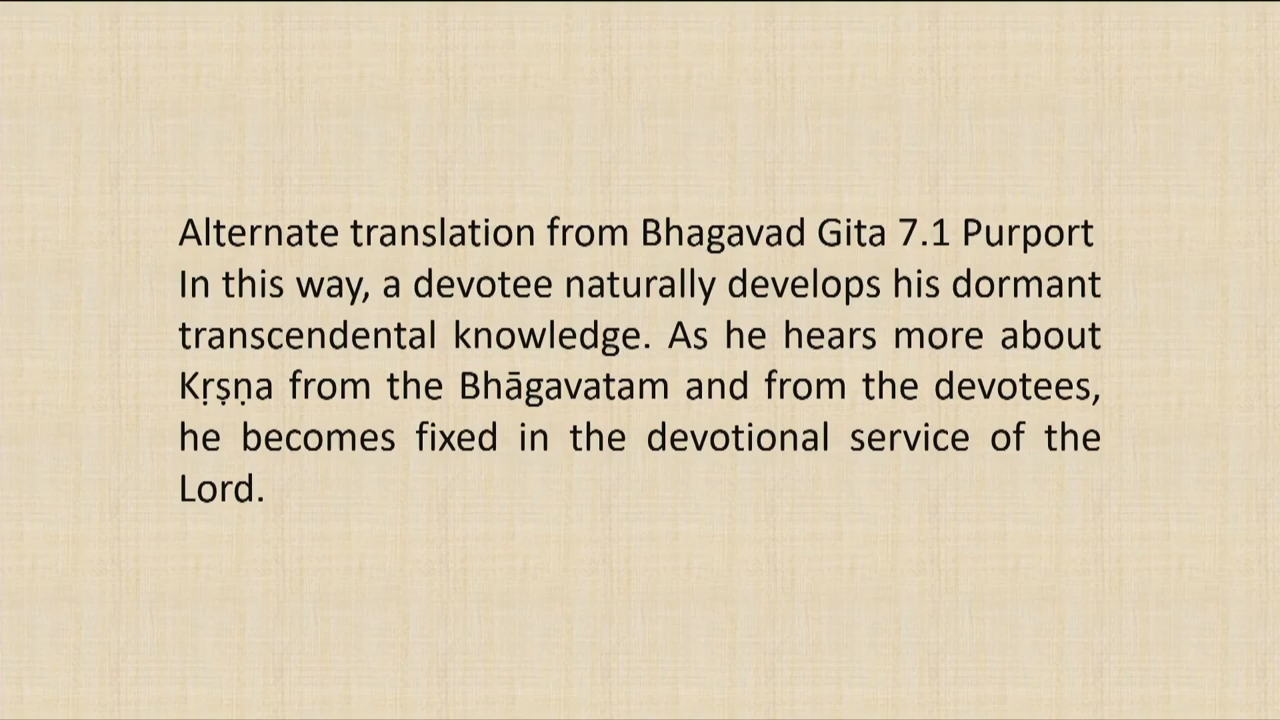 Alternate translation from Bhagavad Gita 7.1 Purport
In this way, a devotee naturally develops his dormant
transcendental knowledge. As he hears more about
Kṛṣṇa from the Bhāgavatam and from the devotees,
he becomes fixed in the devotional service of the
Lord.